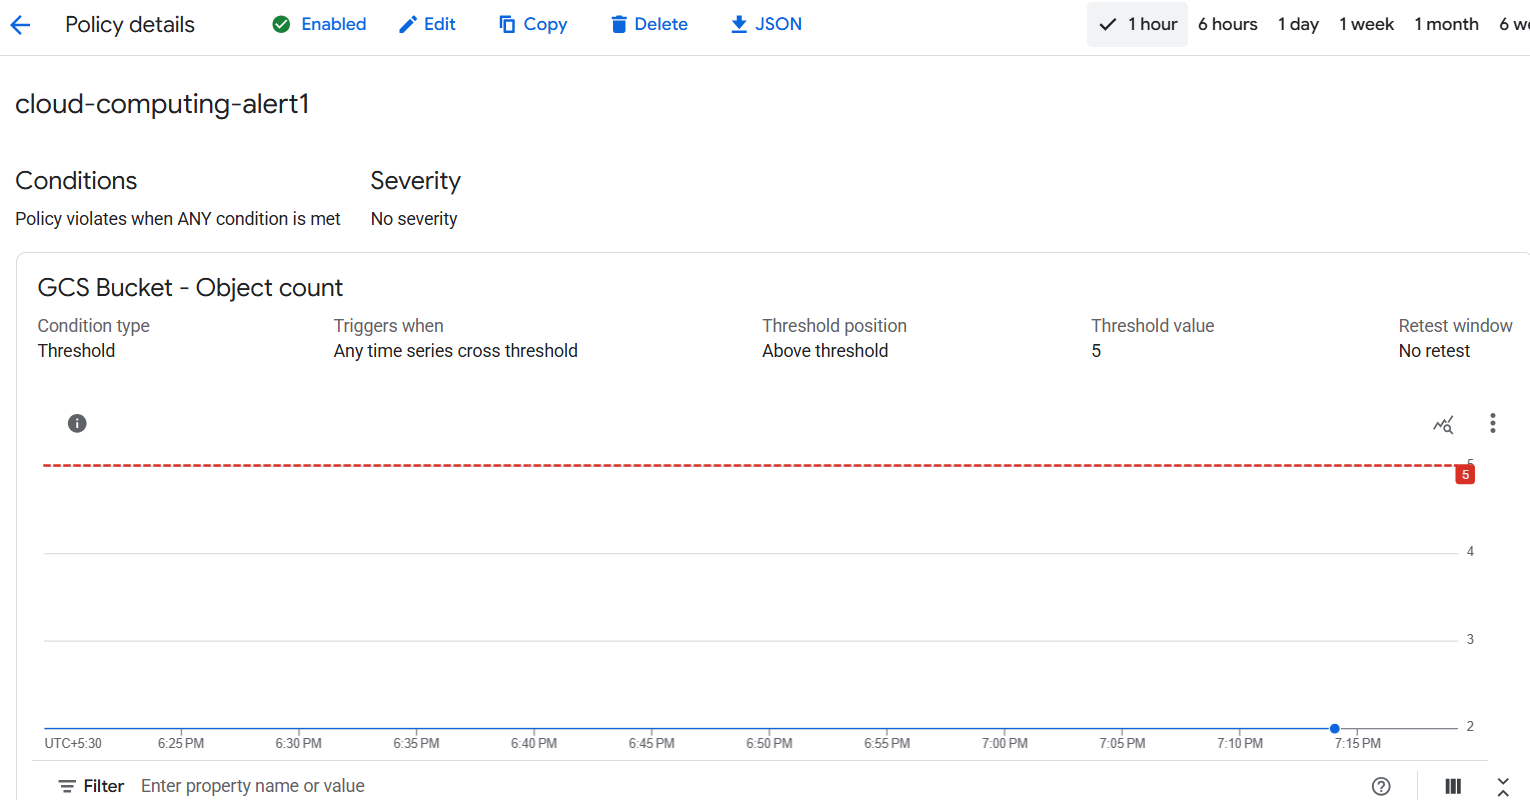 Policy details
Enabled
Edit
Copy
Delete
JSON
1 hour
6 hours
1 day
1 week
1 month
6 we
cloud-computing-alert1
Conditions
Severity
Policy violates when ANY condition is met
No severity
GCS Bucket - Object count
Condition type
Triggers when
Threshold position
Threshold value
Retest window
Threshold
Any time series cross threshold
Above threshold
5
No retest
5
5
4
3
2
UTC+5:30
6:25 PM
6:30 PM
6:35 PM
6:40 PM
6:45 PM
6:50 PM
6:55 PM
7:00 PM
7:05 PM
7:10 PM
7:15 PM
Filter
Enter property name or value